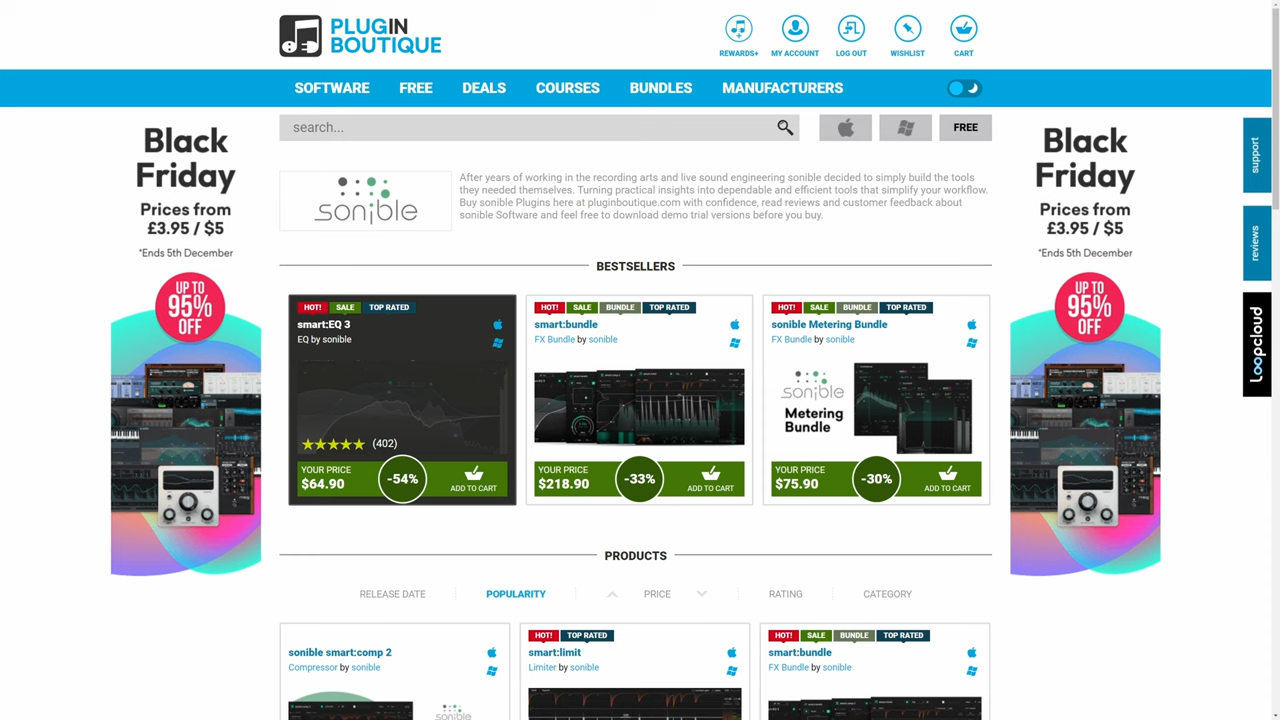 PLUGIN
BOUTIQUE
REWARDS+
MY ACCOUNT
LOG OUT
WISHLIST
CART
SOFTWARE
FREE
DEALS
COURSES
BUNDLES
MANUFACTURERS
search...
FREE
Black
Friday
Prices from
£3.95 / $5
*Ends 5th December
UP TO
95%
OFF
sonible
After years of working in the recording arts and live sound engineering sonible decided to simply build the tools
they needed themselves. Turning practical insights into dependable and efficient tools that simplify your workflow.
Buy sonible Plugins here at pluginboutique.com with confidence, read reviews and customer feedback about
sonible Software and feel free to download demo trial versions before you buy.
Black
Friday
Prices from
£3.95 / $5
*Ends 5th December
UP TO
95%
OFF
support
reviews
loopcloud
BESTSELLERS
HOT! SALE TOP RATED
smart:EQ 3
EQ by sonible
(402)
YOUR PRICE
$64.90
-54%
ADD TO CART
HOT! SALE BUNDLE TOP RATED
smart:bundle
FX Bundle by sonible
YOUR PRICE
$218.90
-33%
ADD TO CART
HOT! SALE BUNDLE TOP RATED
sonible Metering Bundle
FX Bundle by sonible
sonible
Metering
Bundle
YOUR PRICE
$75.90
-30%
ADD TO CART
PRODUCTS
RELEASE DATE
POPULARITY
PRICE
RATING
CATEGORY
sonible smart:comp 2
Compressor by sonible
HOT! TOP RATED
smart:limit
Limiter by sonible
HOT! SALE BUNDLE TOP RATED
smart:bundle
FX Bundle by sonible